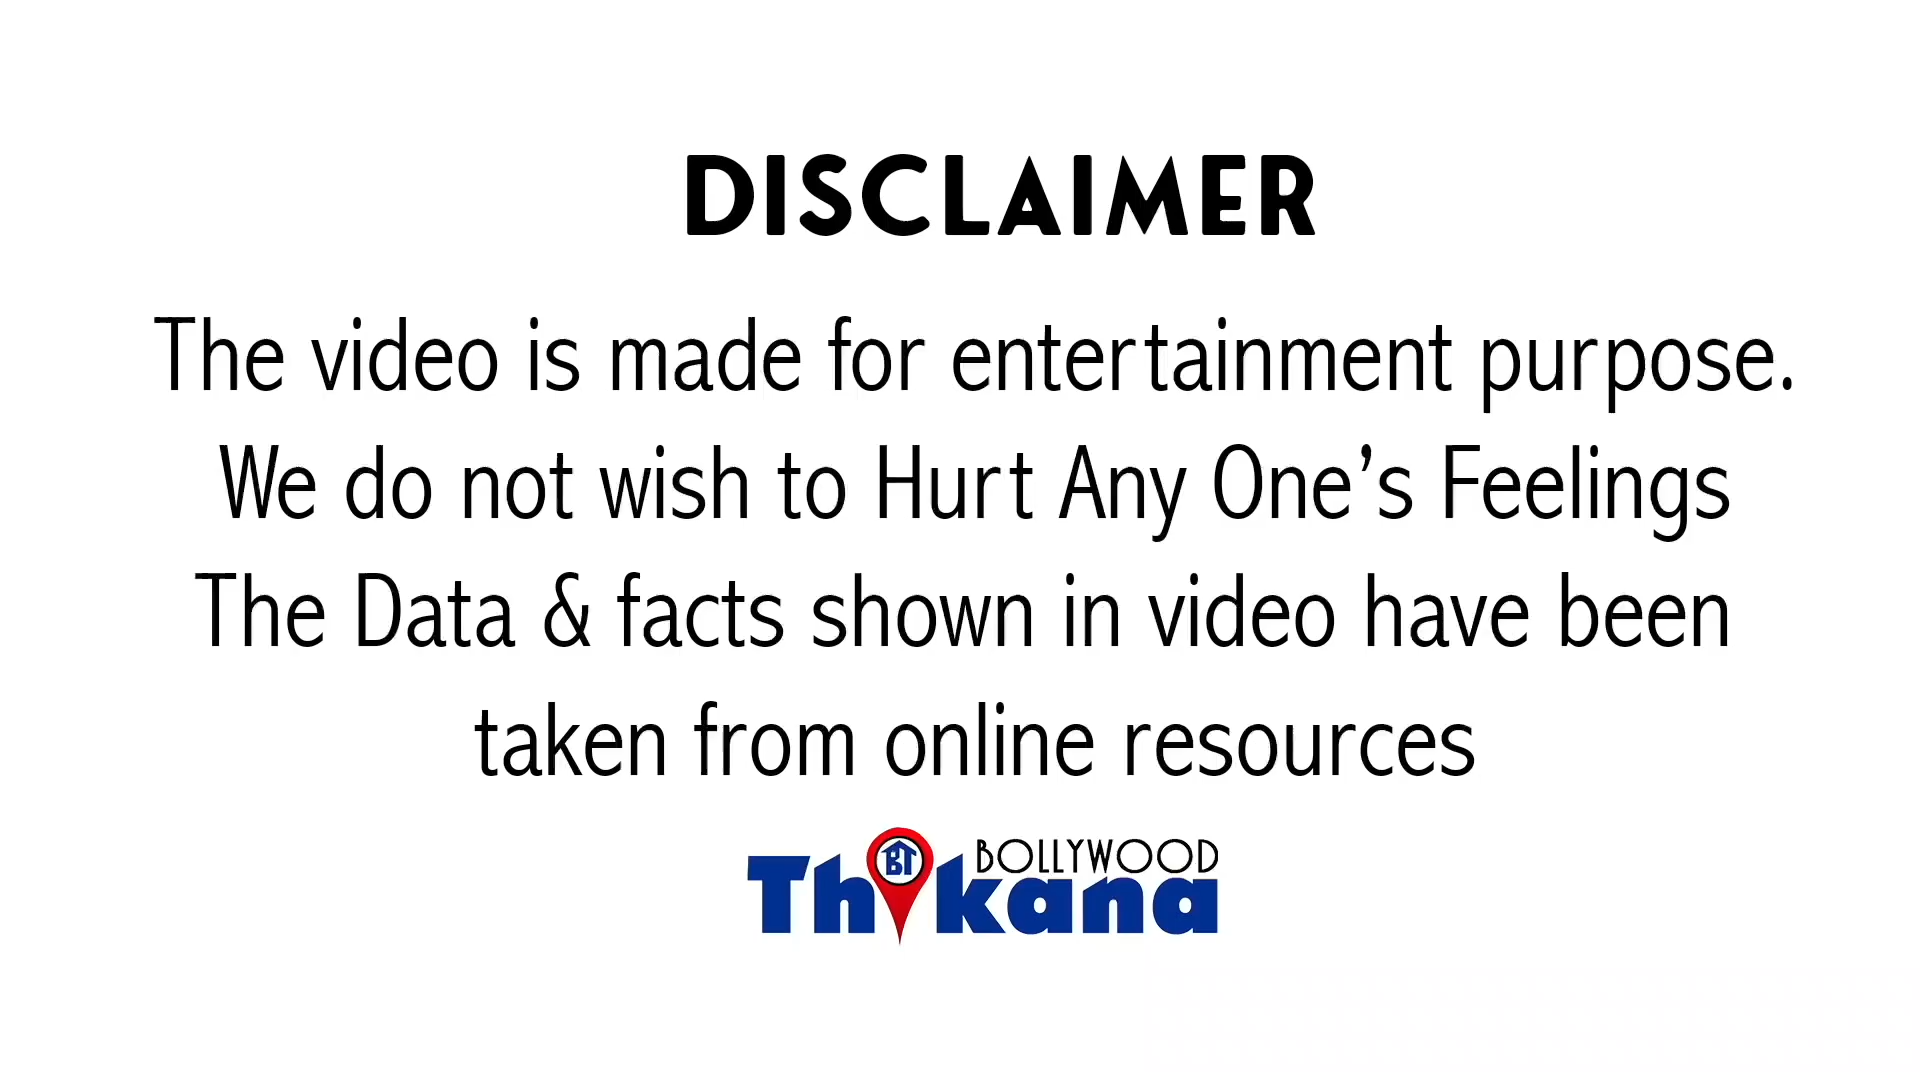 DISCLAIMER
The video is made for entertainment purpose.
We do not wish to Hurt Any One’s Feelings
The Data & facts shown in video have been
taken from online resources
BT
BOLLYWOOD
Thikana